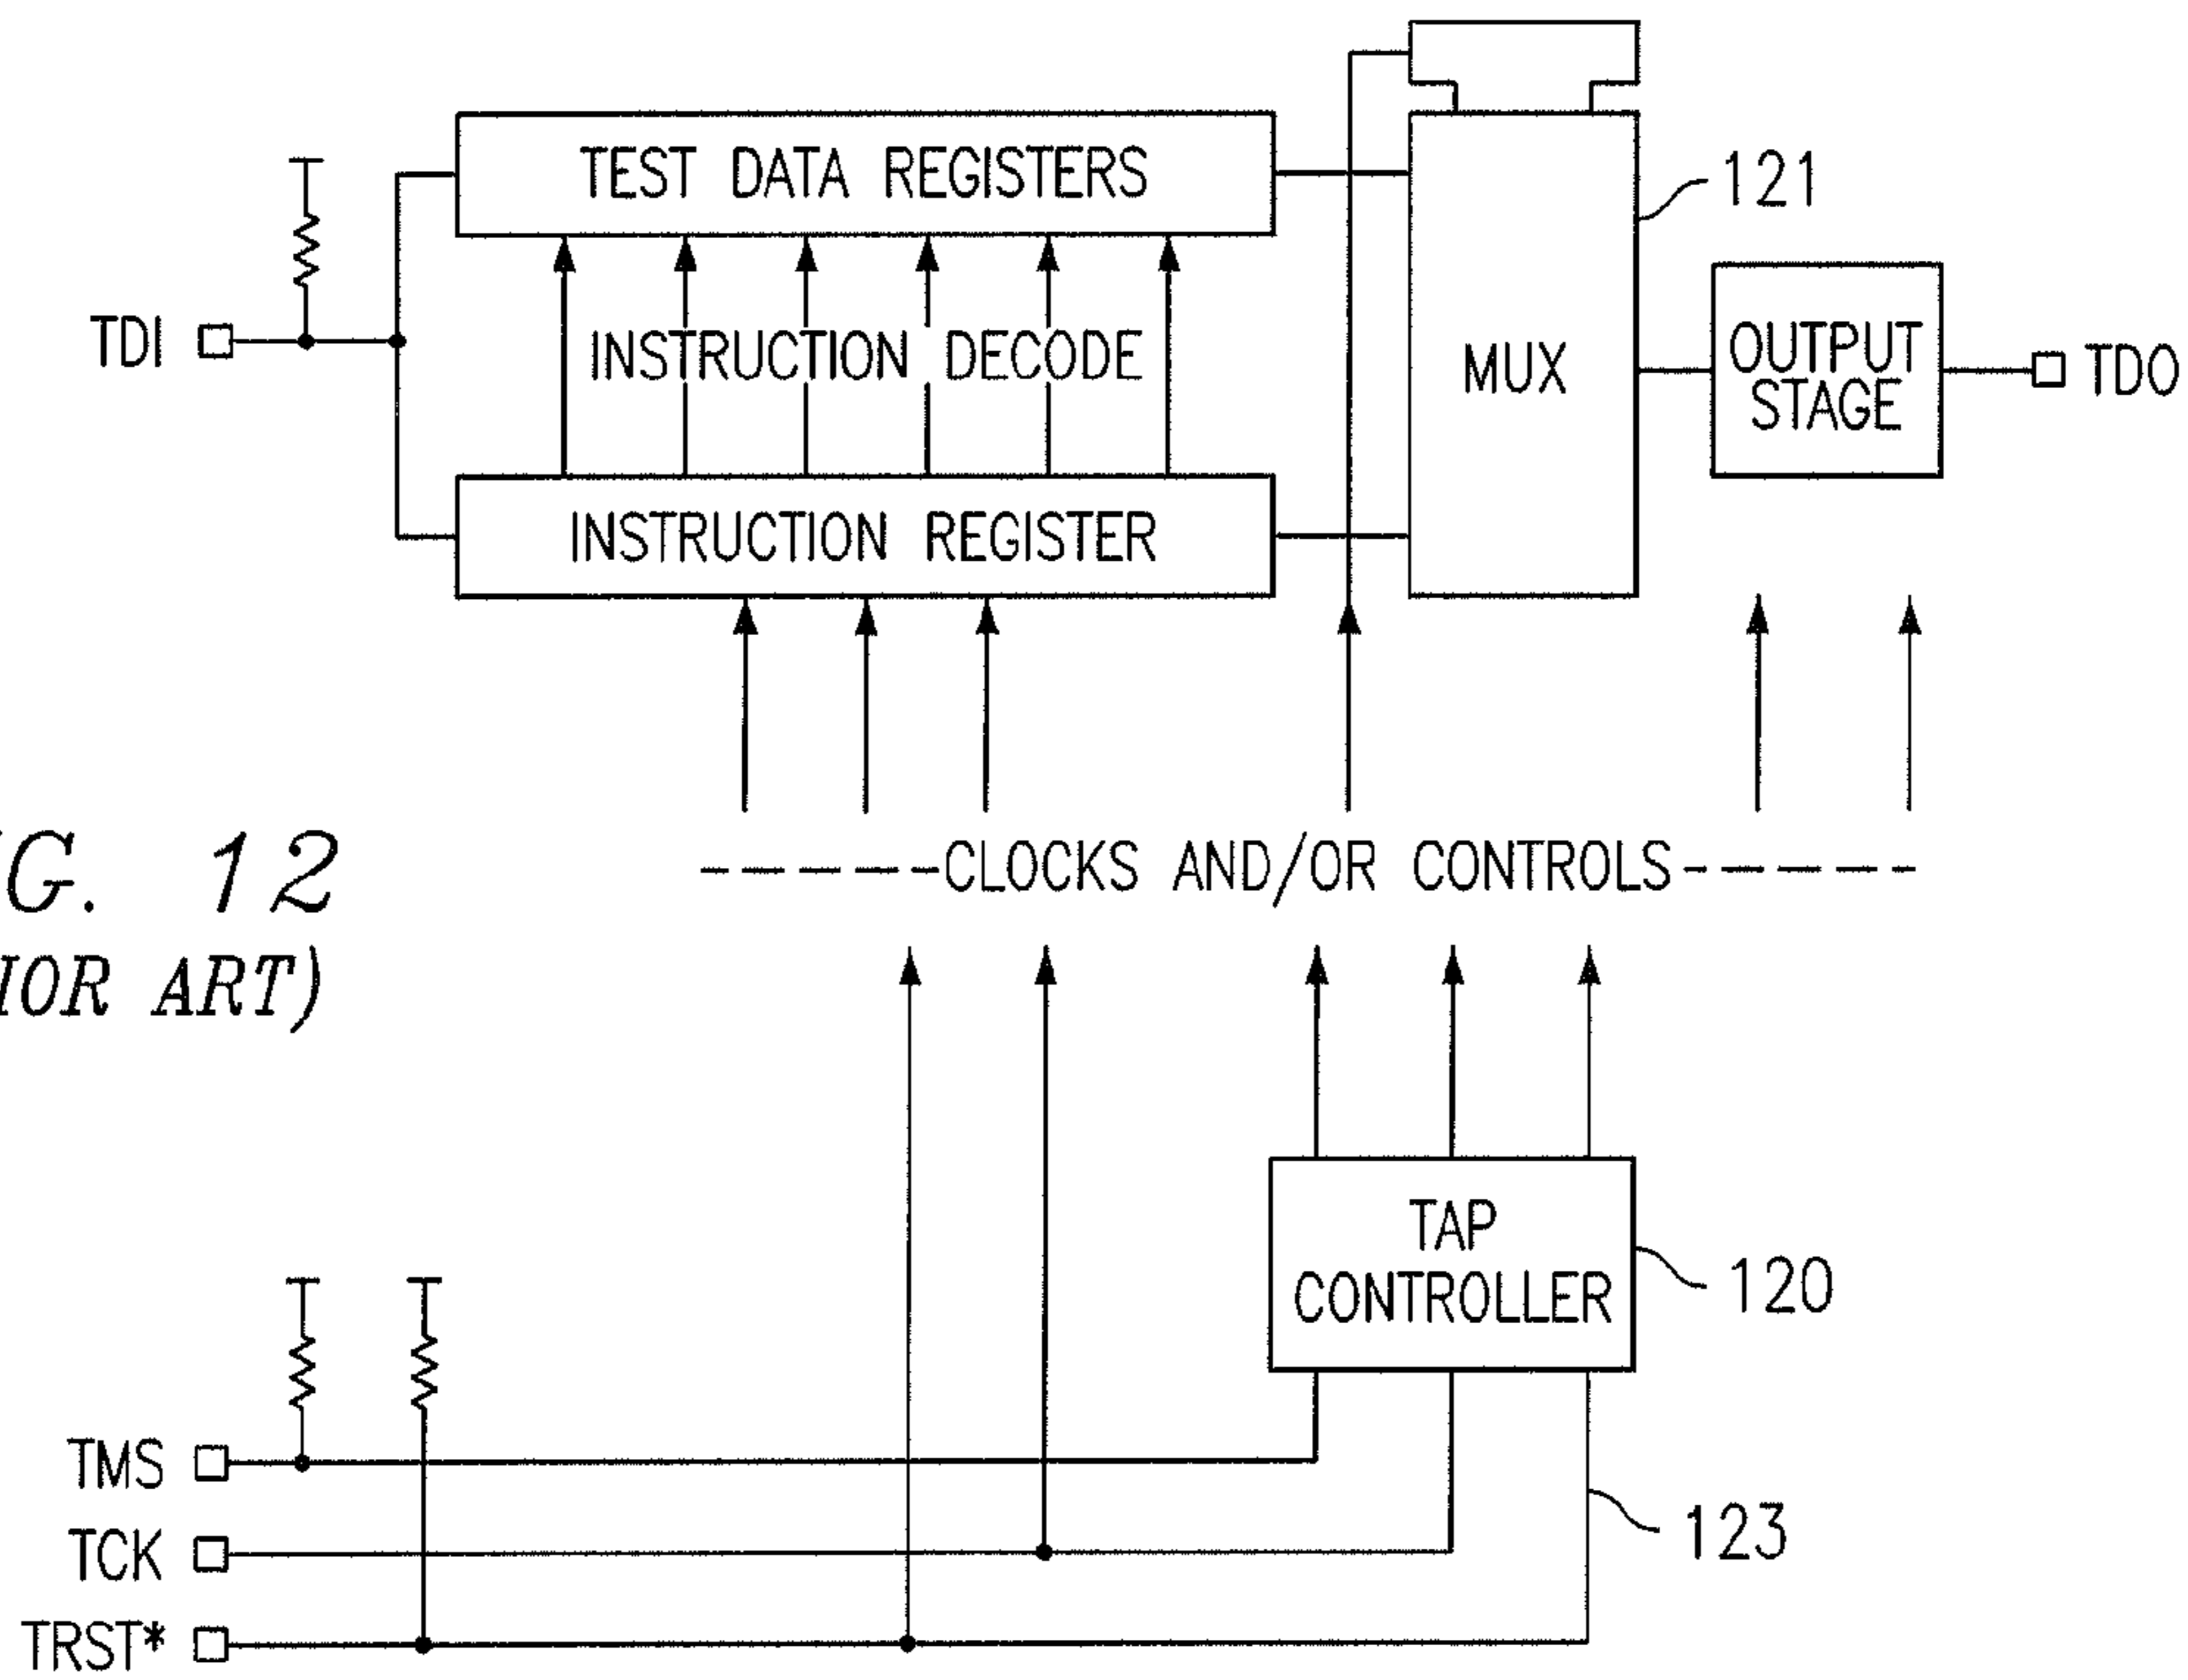 TEST DATA REGISTERS
121
TDI
INSTRUCTION DECODE
MUX
OUTPUT
STAGE
TDO
INSTRUCTION REGISTER
G. 12
CLOCKS AND/OR CONTROLS
IOR ART)
TAP
CONTROLLER
120
TMS
TCK
123
TRST*